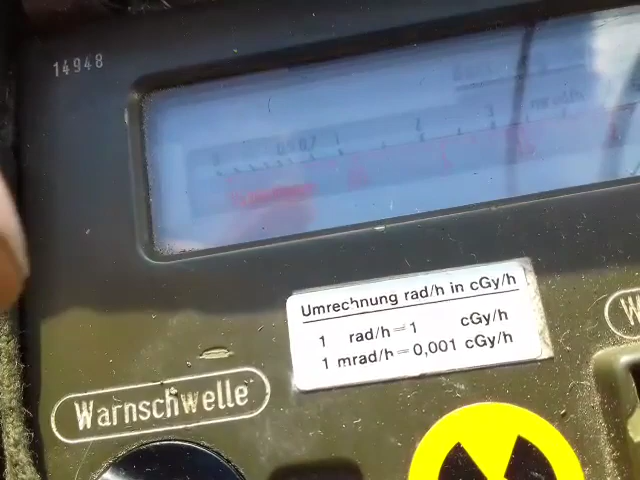 14948
Umrechnung rad/h in cGy/h
1 rad/h=1 cGy/h
1 mrad/h=0,001 cGy/h
Warnschwelle